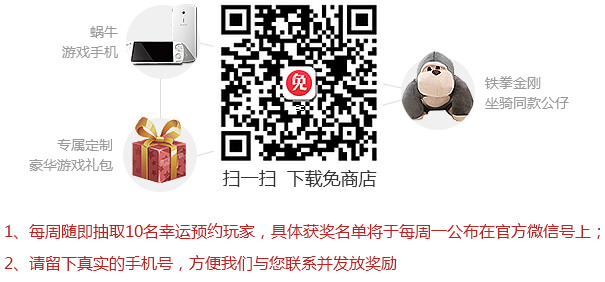 蜗牛
游戏手机
免
铁拳金刚
坐骑同款公仔
专属定制
豪华游戏礼包
扫一扫 下载免商店
1、每周随即抽取10名幸运预约玩家，具体获奖名单将于每周一公布在官方微信号上；
2、请留下真实的手机号，方便我们与您联系并发放奖励